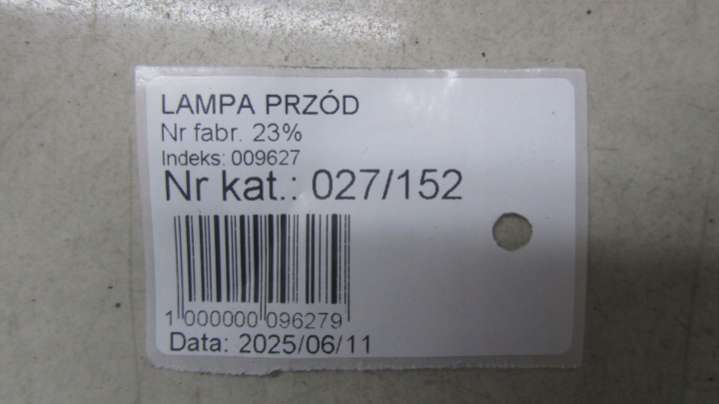 LAMPA PRZÓD
Nr fabr. 23%
Indeks: 009627
Nr kat.: 027/152
1 000000 096279
Data: 2025/06/11